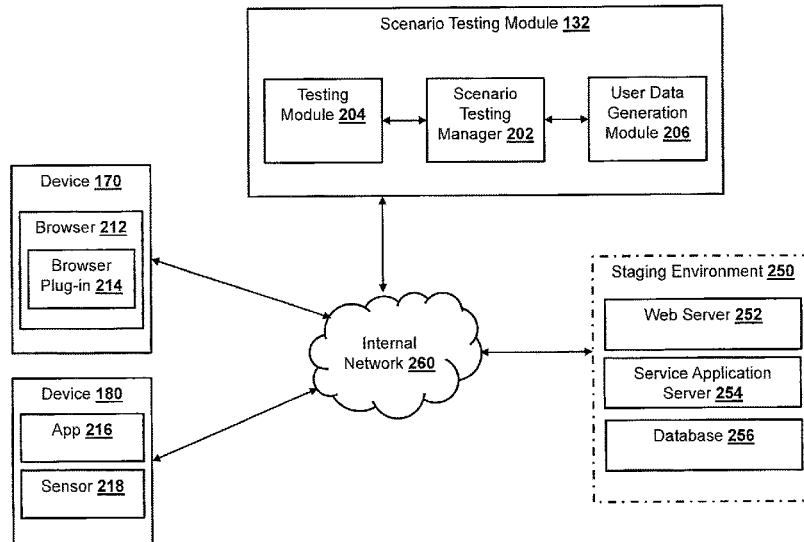 Scenario Testing Module 132
Testing
Module 204
Scenario
Testing
Manager 202
User Data
Generation
Module 206
Device 170
Browser 212
Browser
Plug-in 214
Staging Environment 250
Web Server 252
Service Application
Server 254
Database 256
Internal
Network 260
Device 180
App 216
Sensor 218